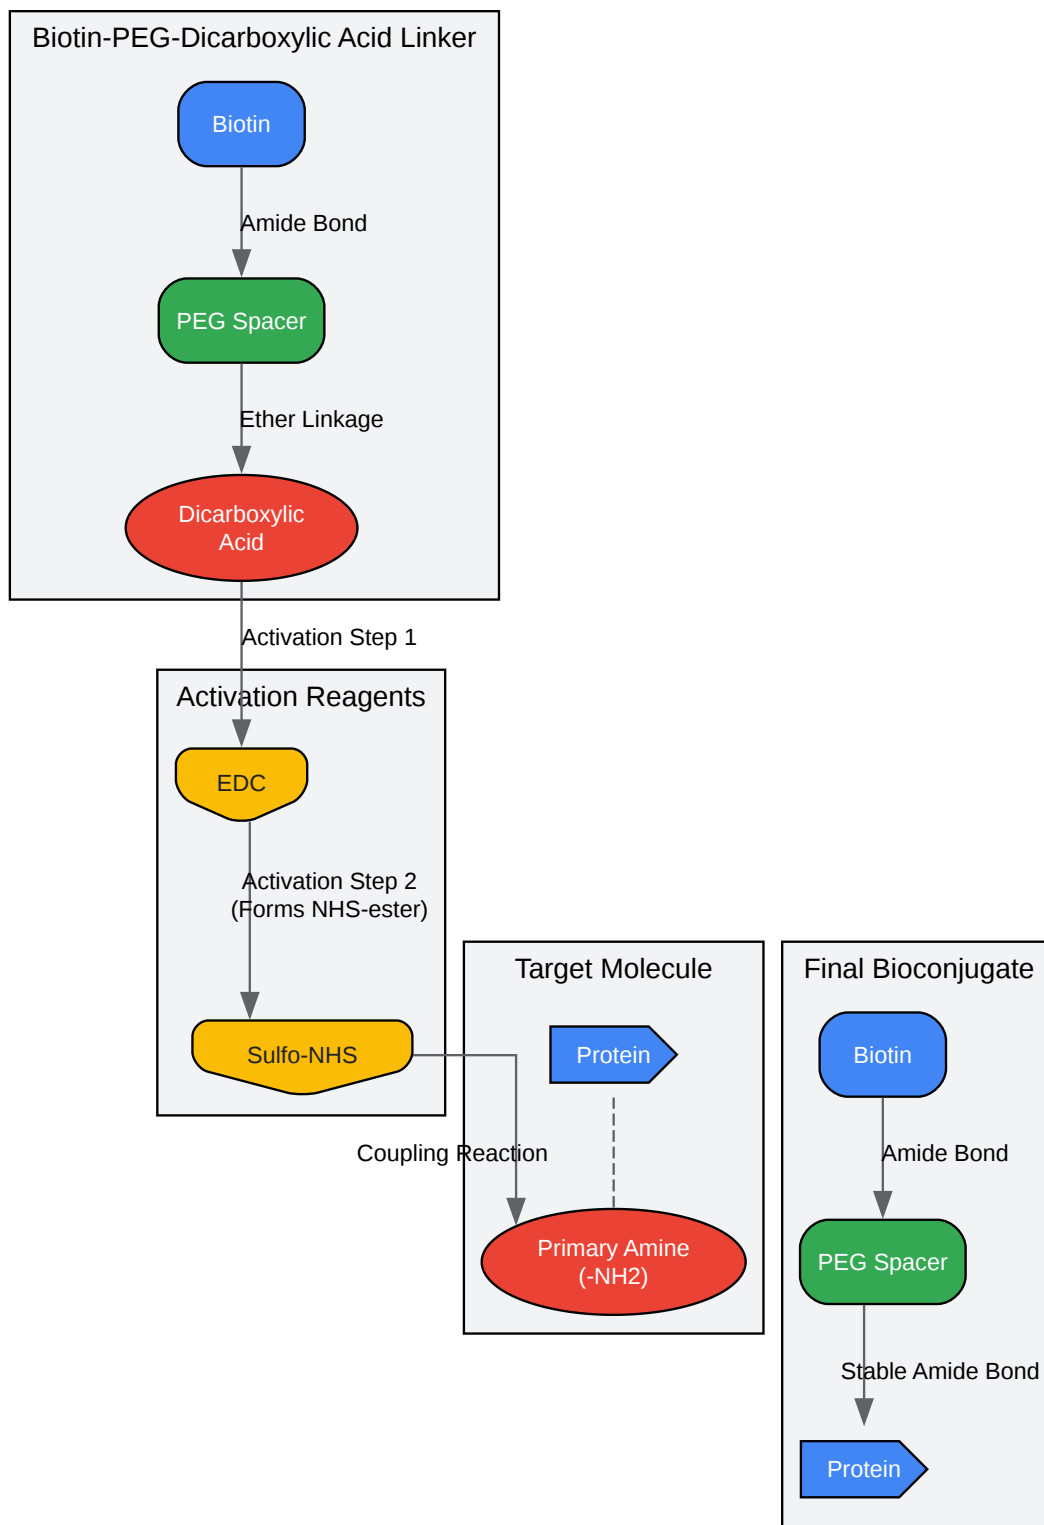 Biotin-PEG-Dicarboxylic Acid Linker
Biotin
Amide Bond
PEG Spacer
Ether Linkage
Dicarboxylic
Acid
Activation Step 1
Activation Reagents
EDC
Activation Step 2
(Forms NHS-ester)
Sulfo-NHS
Coupling Reaction
Target Molecule
Protein
Primary Amine
(-NH2)
Final Bioconjugate
Biotin
Amide Bond
PEG Spacer
Stable Amide Bond
Protein